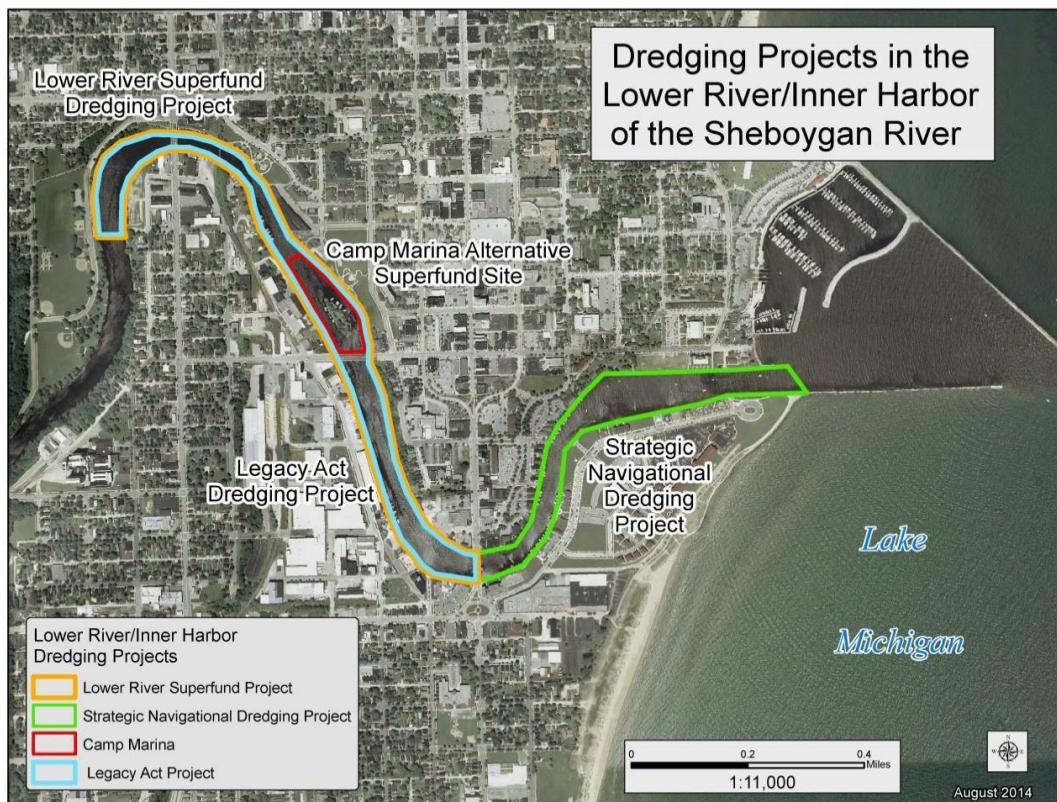 Dredging Projects in the
Lower River/Inner Harbor
of the Sheboygan River
Lower River Superfund
Dredging Project
Camp Marina Alternative
Superfund Site
Legacy Act
Dredging Project
Strategic
Navigational
Dredging
Project
Lake
Michigan
Lower River/Inner Harbor
Dredging Projects
Lower River Superfund Project
Strategic Navigational Dredging Project
Camp Marina
Legacy Act Project
0 0.2 0.4
Miles
1:11,000
N
W E
S
August 2014